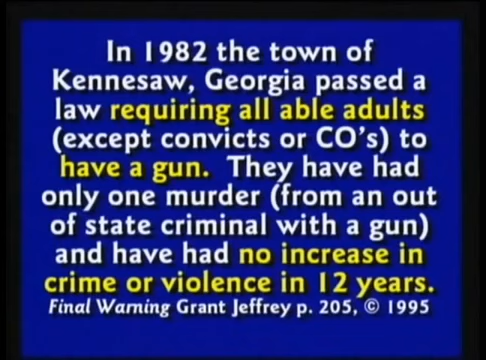 In 1982 the town of
Kennesaw, Georgia passed a
law requiring all able adults
(except convicts or CO's) to
have a gun. They have had
only one murder (from an out
of state criminal with a gun)
and have had no increase in
crime or violence in 12 years.
Final Warning Grant Jeffrey p. 205, © 1995